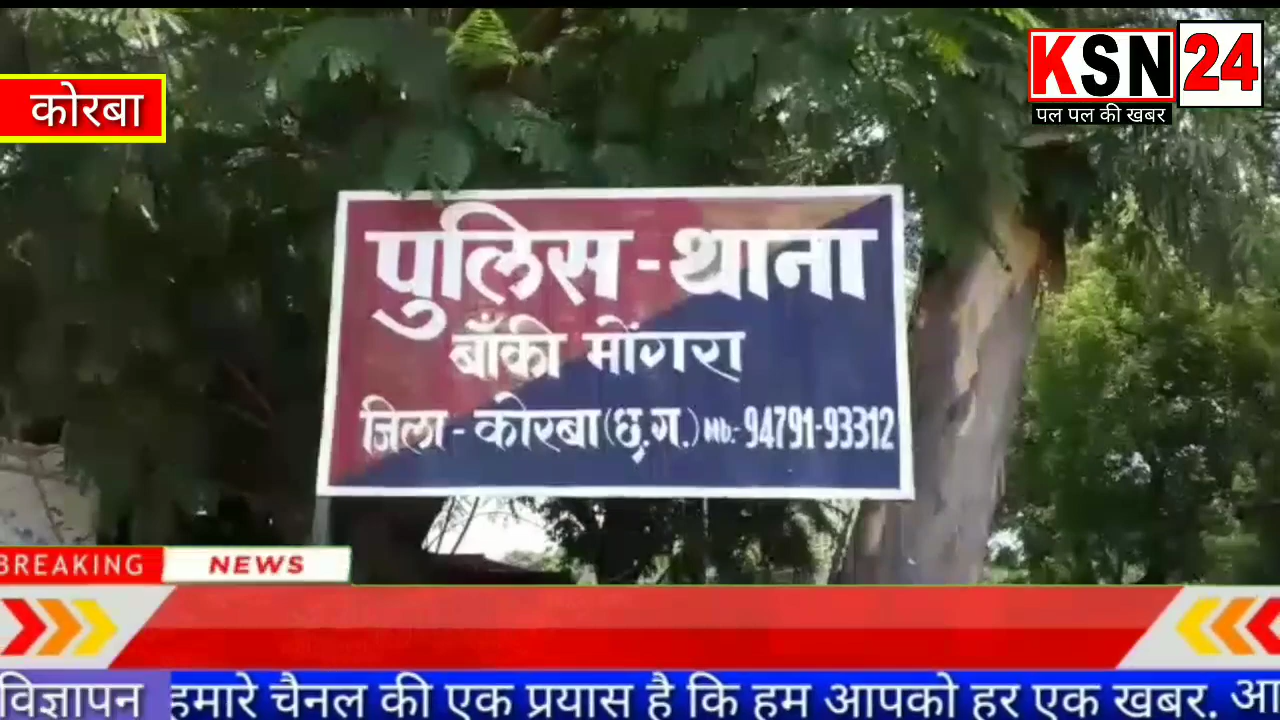 KSN 24
पल पल की खबर
कोरबा
पुलिस - थाना
बाँकी मोंगरा
जिला - कोरबा (छ.ग.) Mb:- 94791-93312
BREAKING NEWS
विज्ञापन हमारे चैनल की एक प्रयास है कि हम आपको हर एक खबर. आ